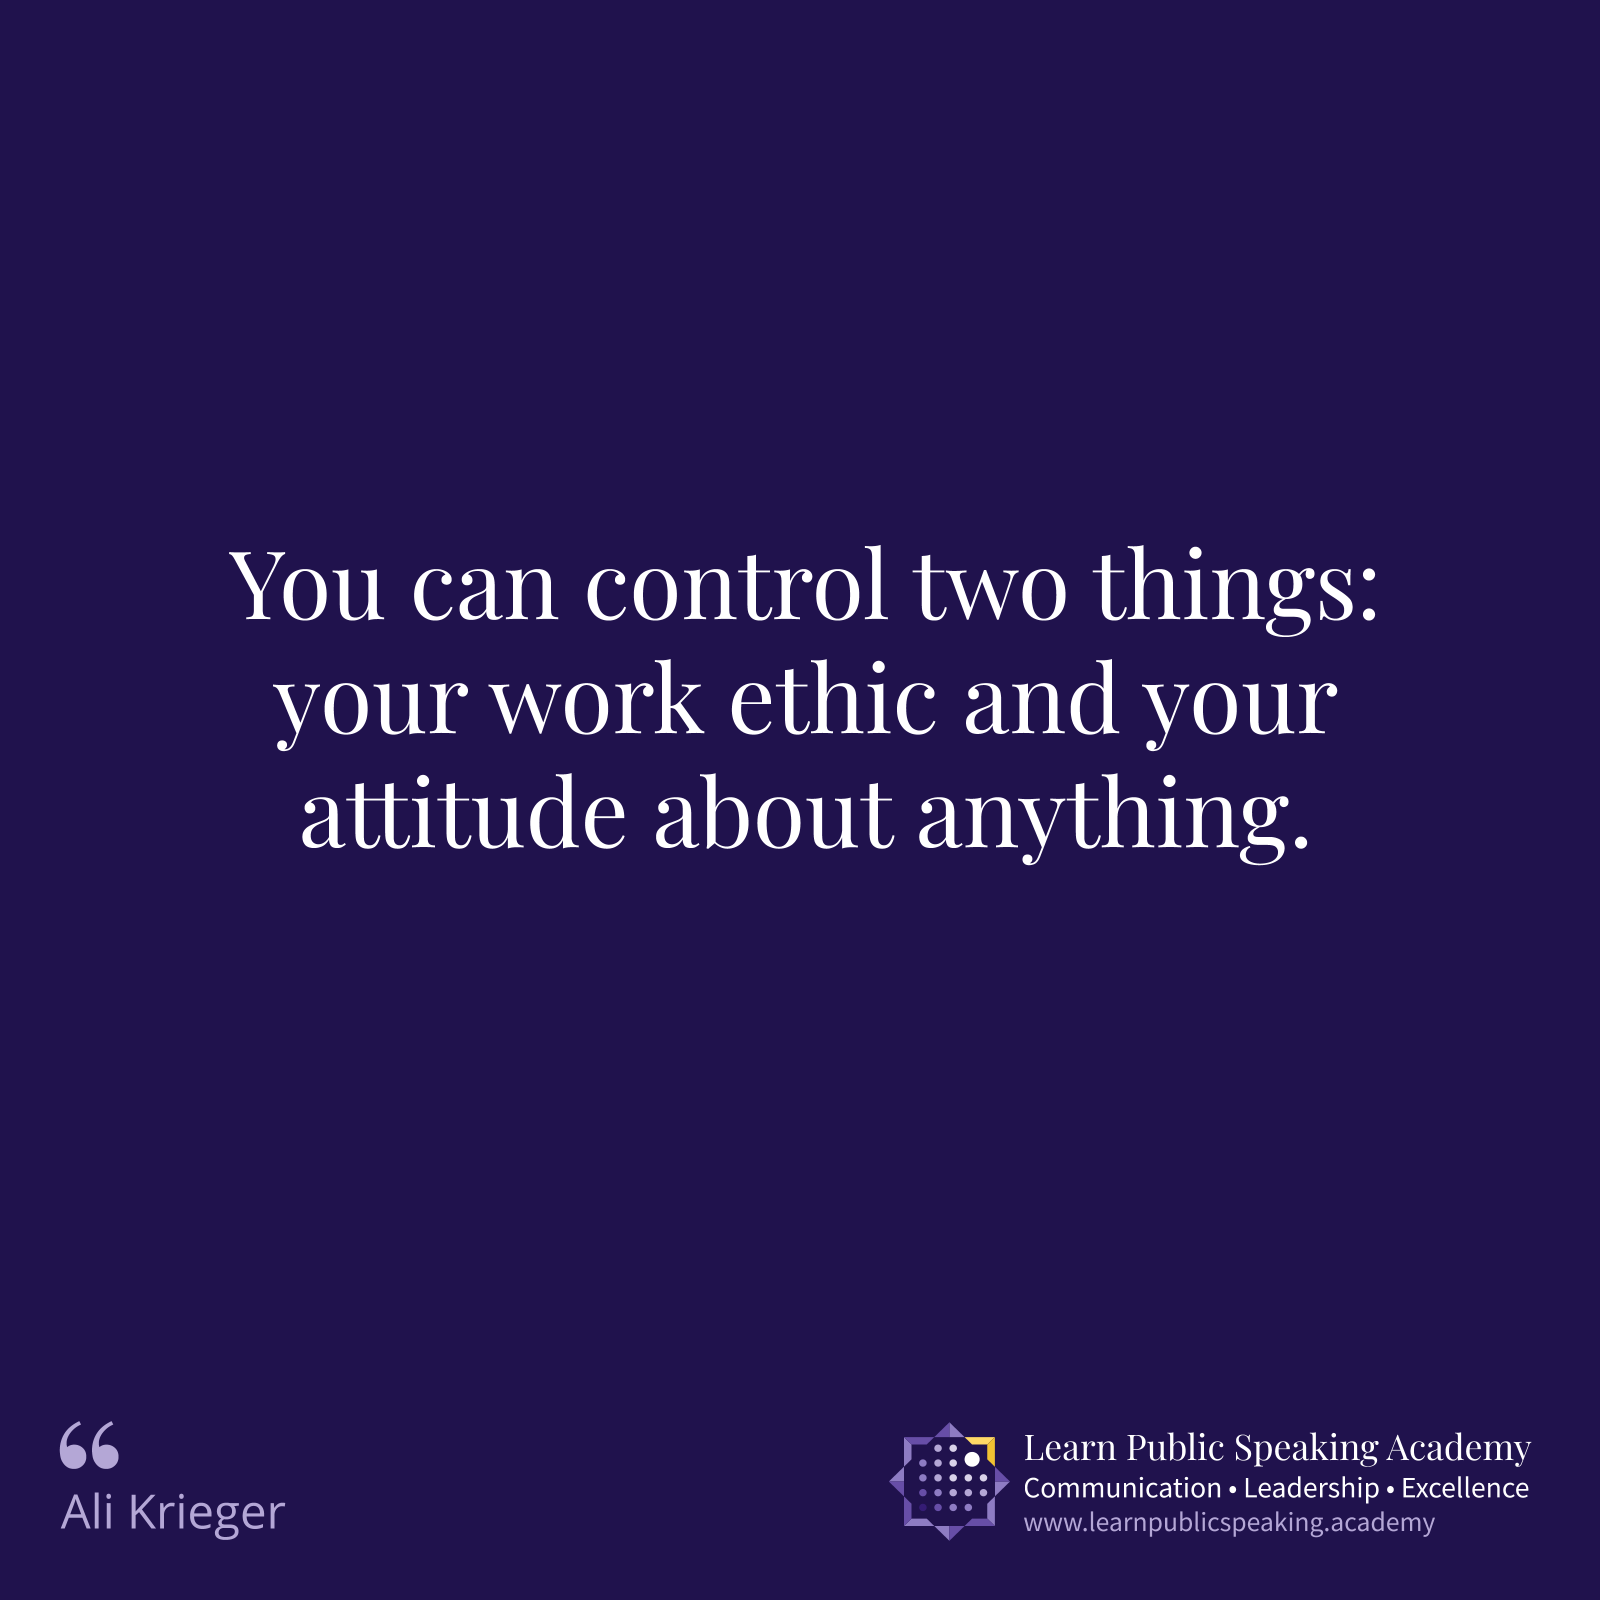 You can control two things:
your work ethic and your
attitude about anything.
“
Ali Krieger
Learn Public Speaking Academy
Communication • Leadership • Excellence
www.learnpublicspeaking.academy